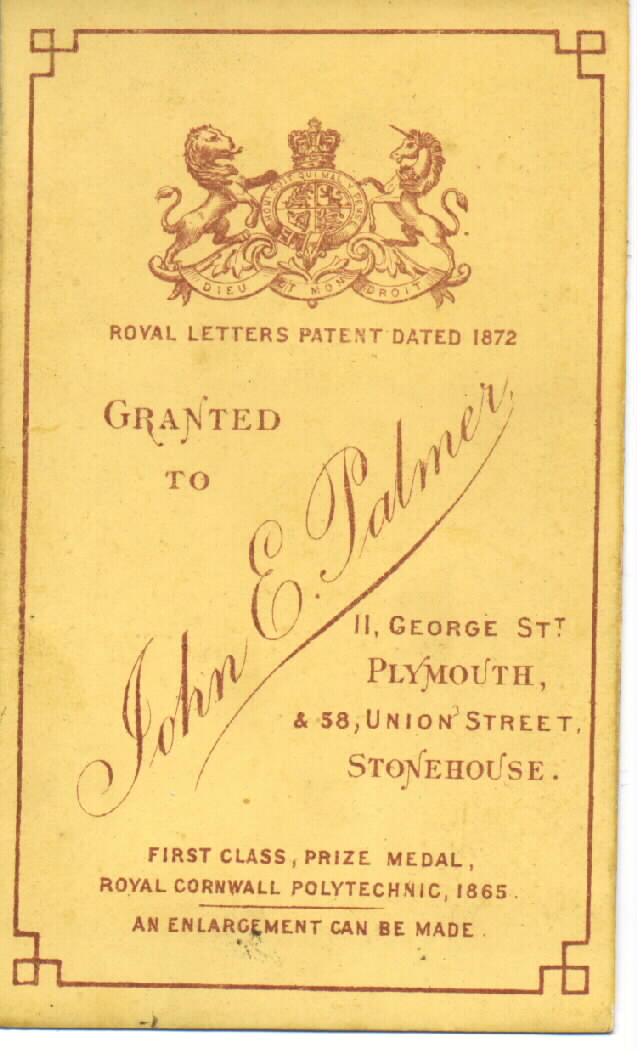 HONI SOIT QUI MAL Y PENSE
DIEU ET MON DROIT
ROYAL LETTERS PATENT DATED 1872
GRANTED
TO
John E. Palmer,
11, GEORGE STT
PLYMOUTH,
& 58, UNION STREET,
STONEHOUSE.
FIRST CLASS, PRIZE MEDAL,
ROYAL CORNWALL POLYTECHNIC, 1865.
AN ENLARGEMENT CAN BE MADE.